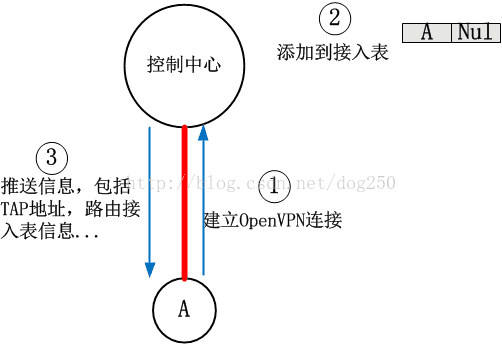 ②
A Nul
控制中心
添加到接入表
③
推送信息，包括
TAP地址，路由接
入表信息...
http://blog.csdn.net/dog250
①
建立OpenVPN连接
A